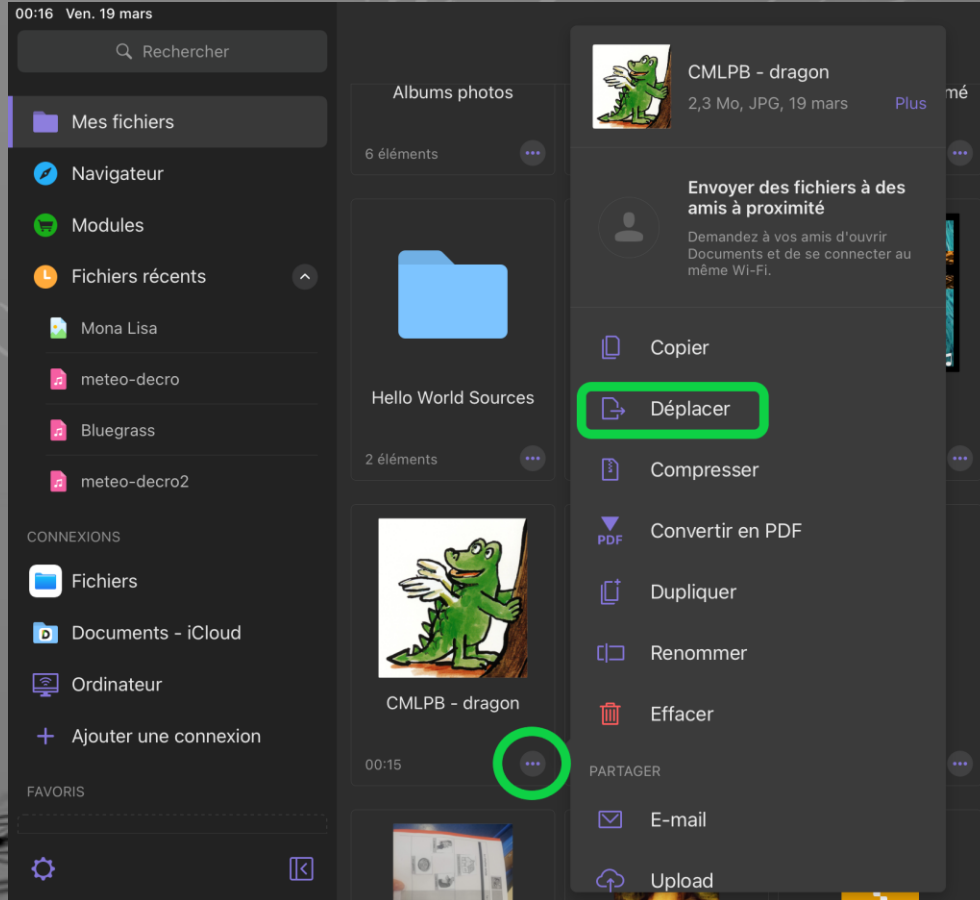 00:16 Ven. 19 mars
Rechercher
Mes fichiers
Navigateur
Modules
Fichiers récents
Mona Lisa
meteo-decro
Bluegrass
meteo-decro2
CONNEXIONS
Fichiers
Documents - iCloud
Ordinateur
Ajouter une connexion
FAVORIS
Albums photos
6 éléments
Hello World Sources
2 éléments
CMLPB - dragon
00:15
CMLPB - dragon
2,3 Mo, JPG, 19 mars
Plus
Envoyer des fichiers à des
amis à proximité
Demandez à vos amis d'ouvrir
Documents et de se connecter au
même Wi-Fi.
Copier
Déplacer
Compresser
PDF
Convertir en PDF
Dupliquer
Renommer
Effacer
PARTAGER
E-mail
Upload
mé